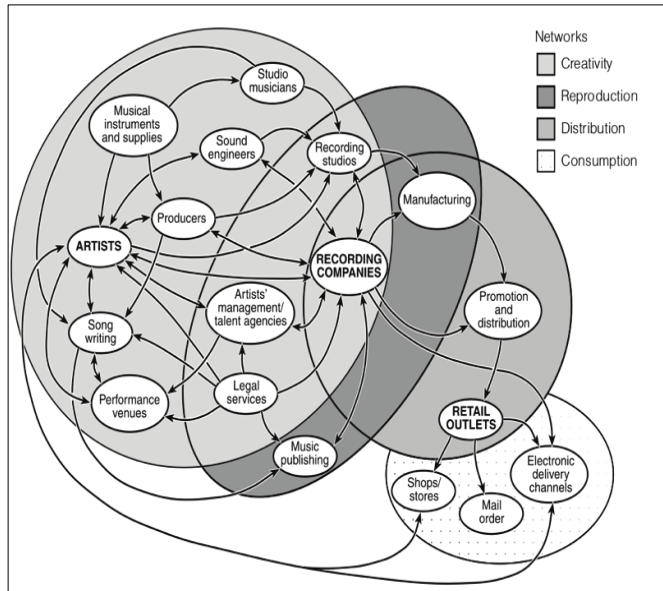 Networks
Creativity
Reproduction
Distribution
Consumption
Studio
musicians
Musical
instruments
and supplies
Sound
engineers
Recording
studios
Manufacturing
Producers
ARTISTS
RECORDING
COMPANIES
Artists'
management/
talent agencies
Promotion
and
distribution
Song
writing
Performance
venues
Legal
services
Music
publishing
RETAIL
OUTLETS
Shops/
stores
Mail
order
Electronic
delivery
channels